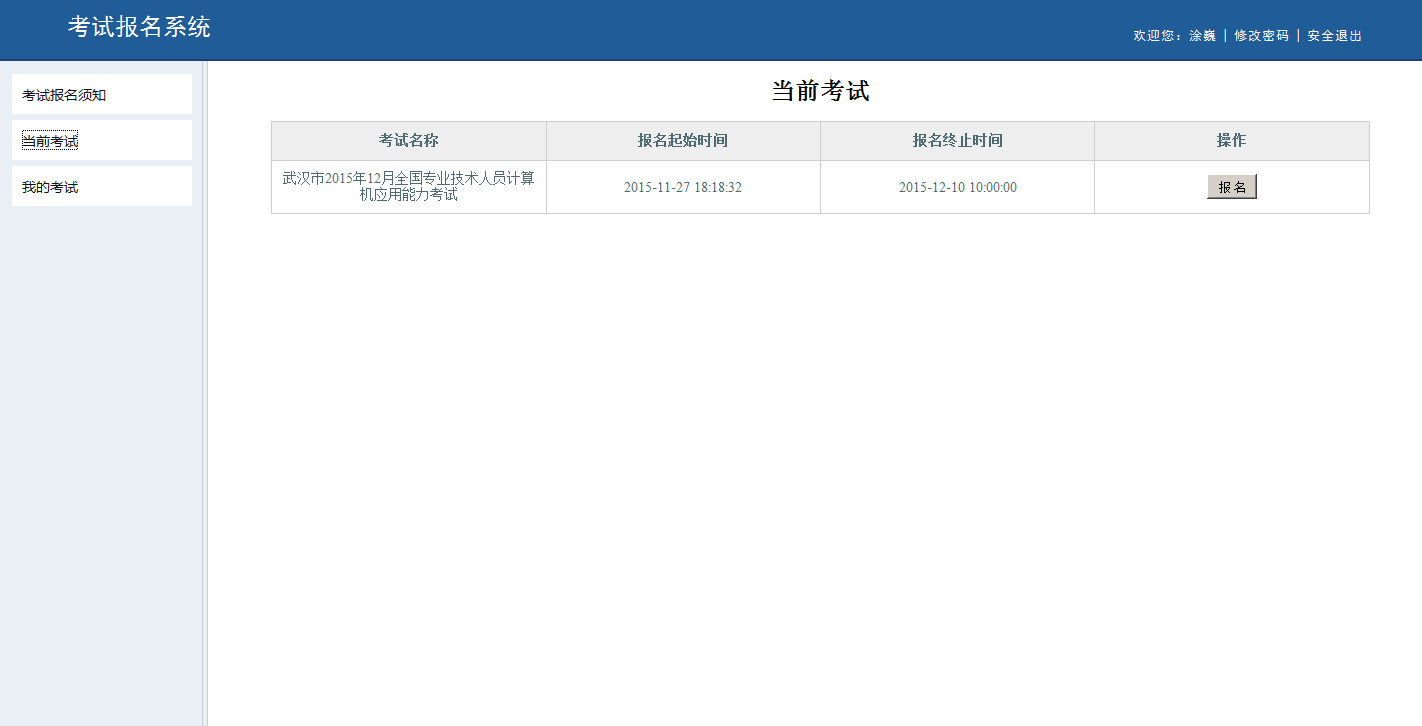 考试报名系统
欢迎您：涂巍 | 修改密码 | 安全退出
考试报名须知
当前考试
我的考试
当前考试
考试名称 报名起始时间 报名终止时间 操作
武汉市2015年12月全国专业技术人员计算
机应用能力考试
2015-11-27 18:18:32
2015-12-10 10:00:00
报 名